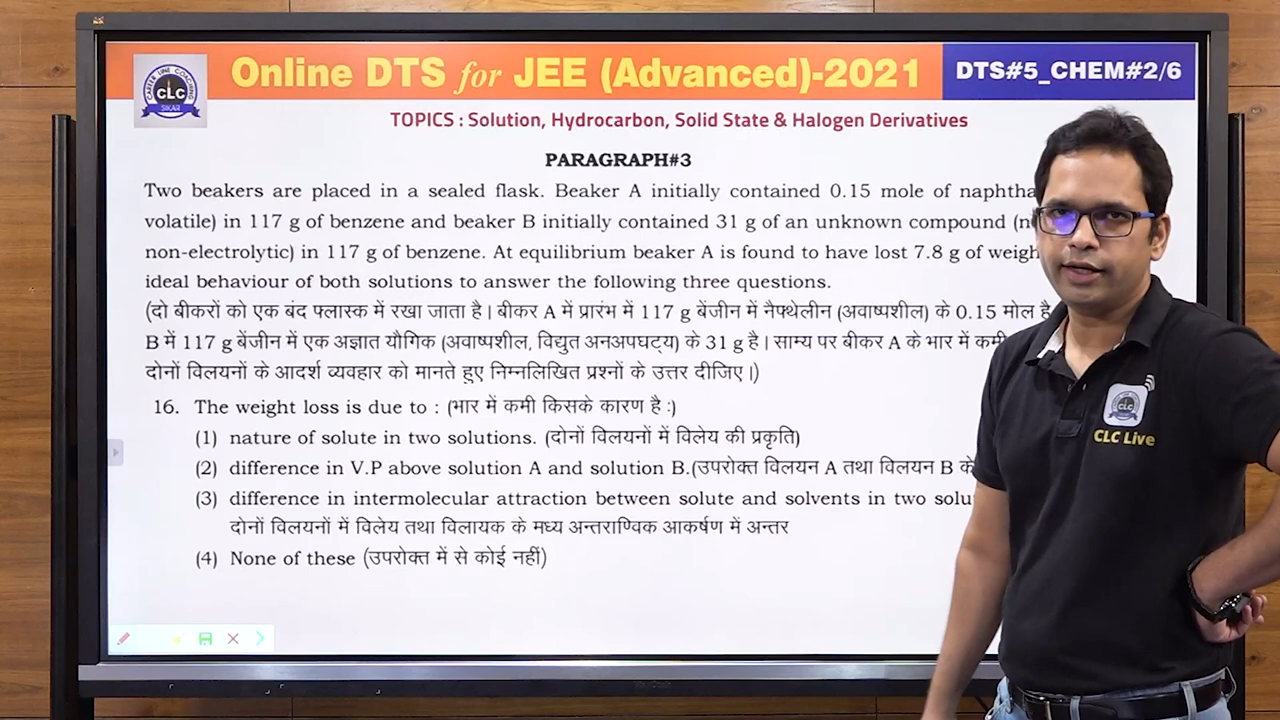 CAREER LINE COACHING
CLC
SIKAR
Online DTS for JEE (Advanced)-2021
DTS#5_CHEM#2/6
TOPICS : Solution, Hydrocarbon, Solid State & Halogen Derivatives
PARAGRAPH#3
Two beakers are placed in a sealed flask. Beaker A initially contained 0.15 mole of
volatile) in 117 g of benzene and beaker B initially contained 31 g of an unknown compound
non-electrolytic) in 117 g of benzene. At equilibrium beaker A is found to have lost 7.8 g of
ideal behaviour of both solutions to answer the following three questions.
(दो बीकरों को एक बंद फ्लास्क में रखा जाता है। बीकर A में प्रारंभ में 117 g बेंजीन में नैफ्थेलीन (अवाष्पशील) के 0.15 मोल है
B में 117 g बेंजीन में एक अज्ञात यौगिक (अवाष्पशील, विद्युत अनअपघट्य) के 31 g है। साम्य पर बीकर A के भार में कमी
दोनों विलयनों के आदर्श व्यवहार को मानते हुए निम्नलिखित प्रश्नों के उत्तर दीजिए।)
16. The weight loss is due to : (भार में कमी किसके कारण है :)
(1) nature of solute in two solutions. (दोनों विलयनों में विलेय की प्रकृति)
(2) difference in V.P above solution A and solution B.(उपरोक्त विलयन A तथा विलयन B के
(3) difference in intermolecular attraction between solute and solvents in two
दोनों विलयनों में विलेय तथा विलायक के मध्य अन्तराण्विक आकर्षण में अन्तर
(4) None of these (उपरोक्त में से कोई नहीं)
CLC
CLC Live